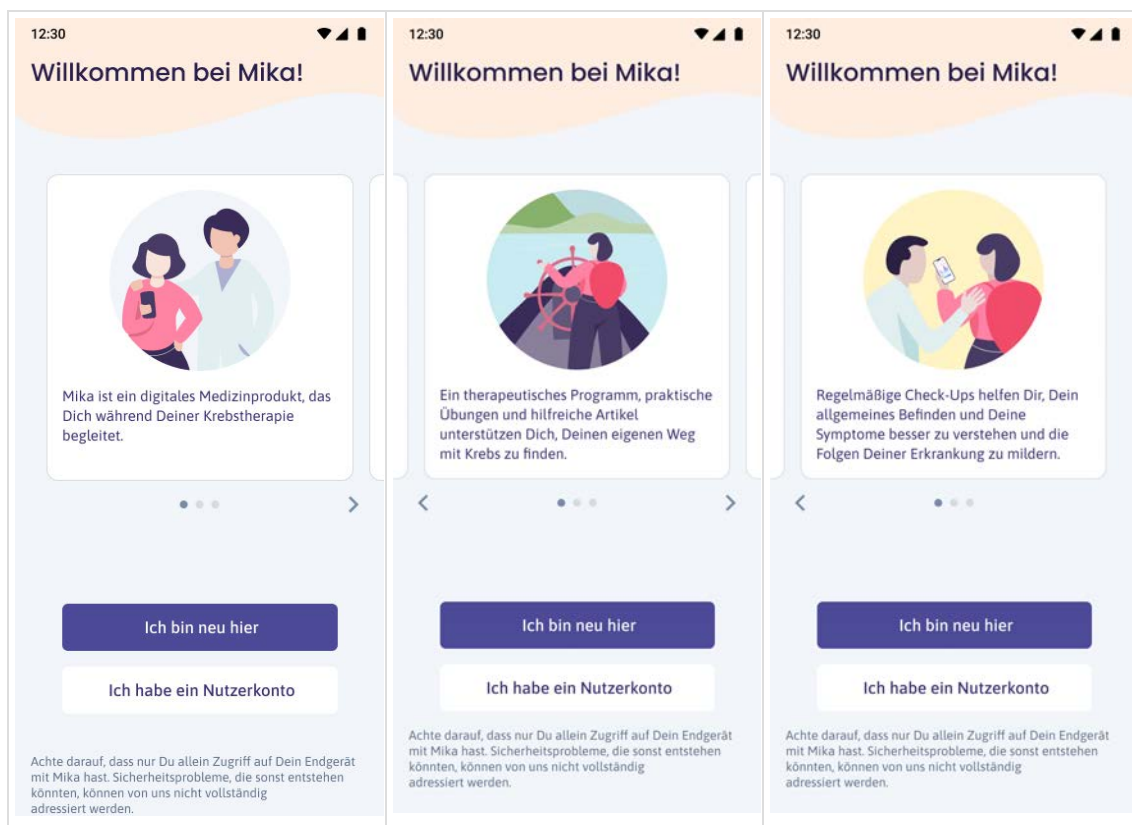 12:30
Willkommen bei Mika!
Mika ist ein digitales Medizinprodukt, das
Dich während Deiner Krebstherapie
begleitet.
Ich bin neu hier
Ich habe ein Nutzerkonto
Achte darauf, dass nur Du allein Zugriff auf Dein Endgerät
mit Mika hast. Sicherheitsprobleme, die sonst entstehen
könnten, können von uns nicht vollständig
adressiert werden.
12:30
Willkommen bei Mika!
Ein therapeutisches Programm, praktische
Übungen und hilfreiche Artikel
unterstützen Dich, Deinen eigenen Weg
mit Krebs zu finden.
Ich bin neu hier
Ich habe ein Nutzerkonto
Achte darauf, dass nur Du allein Zugriff auf Dein Endgerät
mit Mika hast. Sicherheitsprobleme, die sonst entstehen
könnten, können von uns nicht vollständig
adressiert werden.
12:30
Willkommen bei Mika!
Regelmäßige Check-Ups helfen Dir, Dein
allgemeines Befinden und Deine
Symptome besser zu verstehen und die
Folgen Deiner Erkrankung zu mildern.
Ich bin neu hier
Ich habe ein Nutzerkonto
Achte darauf, dass nur Du allein Zugriff auf Dein Endgerät
mit Mika hast. Sicherheitsprobleme, die sonst entstehen
könnten, können von uns nicht vollständig
adressiert werden.